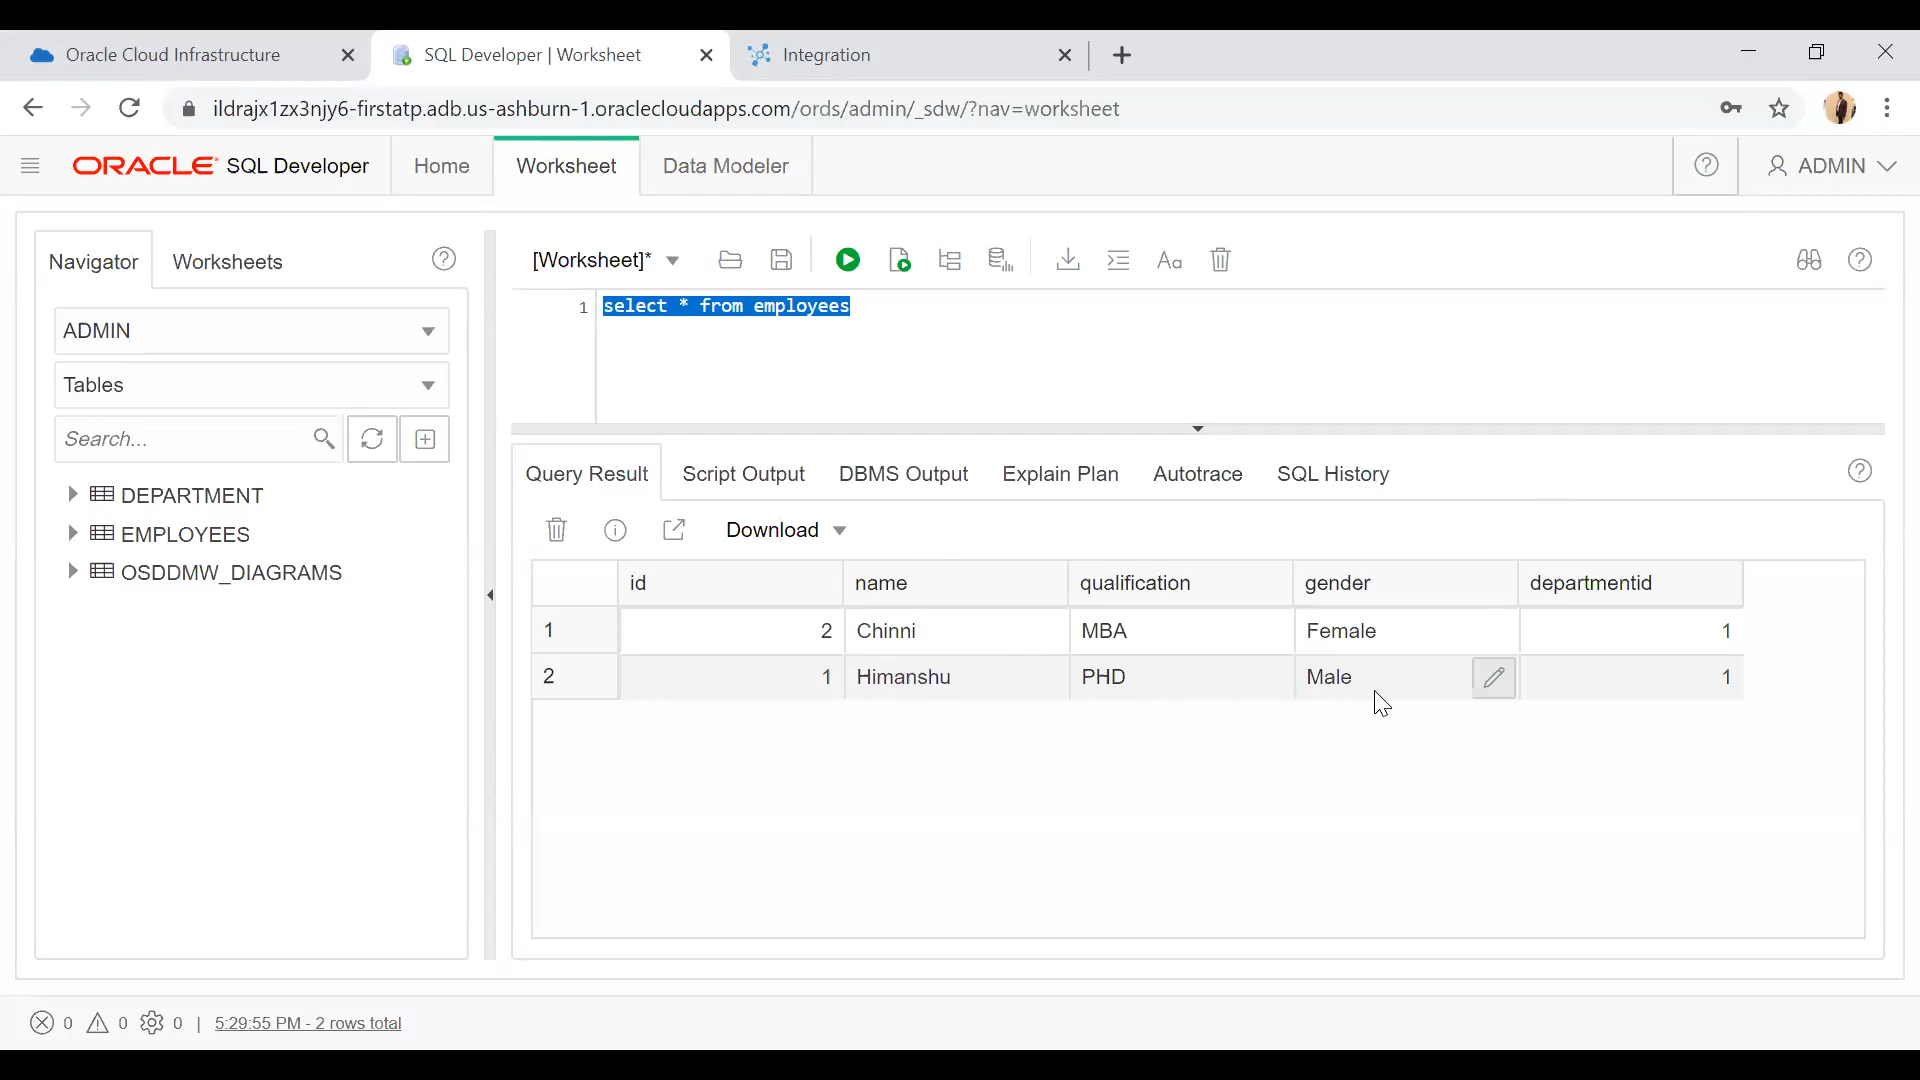 Oracle Cloud Infrastructure
SQL Developer | Worksheet
Integration
ildrajx1zx3njy6-firstatp.adb.us-ashburn-1.oraclecloudapps.com/ords/admin/_sdw/?nav=worksheet
ORACLE SQL Developer
Home
Worksheet
Data Modeler
ADMIN
Navigator
Worksheets
ADMIN
Tables
Search...
DEPARTMENT
EMPLOYEES
OSDDMW_DIAGRAMS
[Worksheet]*
Aa
1 select * from employees
Query Result
Script Output
DBMS Output
Explain Plan
Autotrace
SQL History
Download
id name qualification gender departmentid
1 2 Chinni MBA Female 1
2 1 Himanshu PHD Male 1
0 0 0 | 5:29:55 PM - 2 rows total